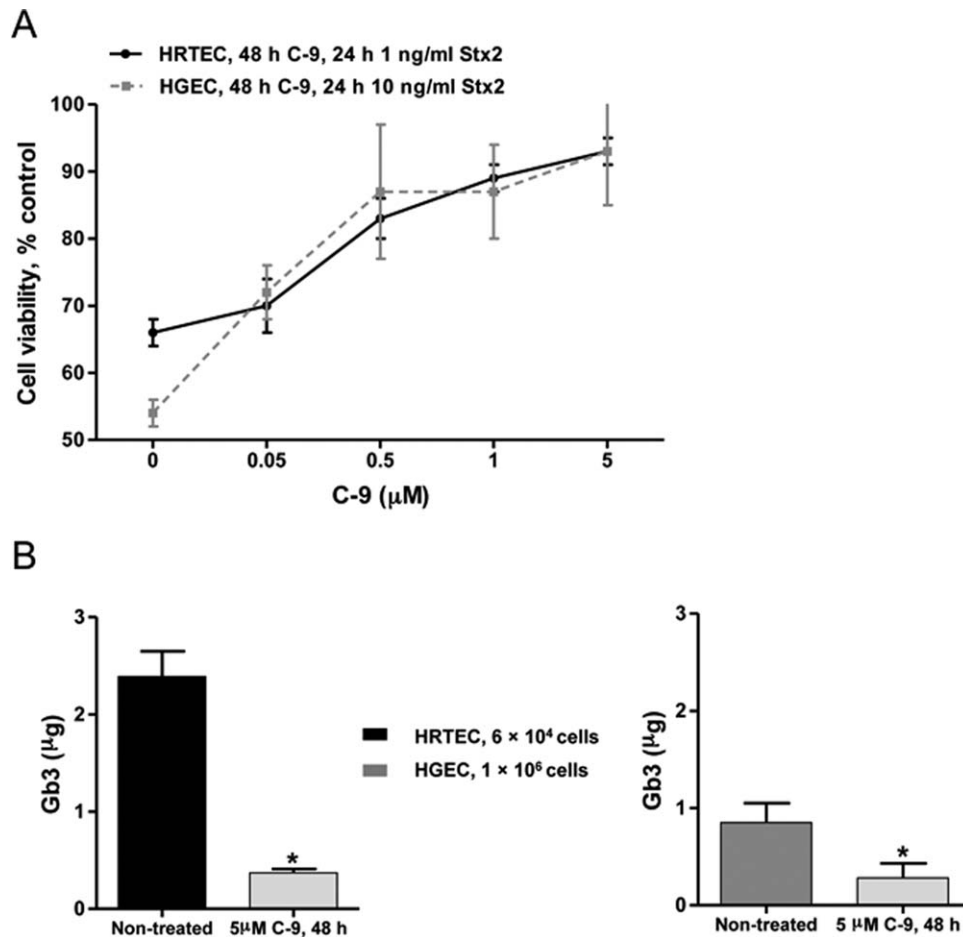 A
HRTEC, 48 h C-9, 24 h 1 ng/ml Stx2
HGEC, 48 h C-9, 24 h 10 ng/ml Stx2
Cell viability, % control
100
90
80
70
60
50
0 0.05 0.5 1 5
C-9 (μM)
B
Gb3 (μg)
3
2
1
0
Non-treated 5μM C-9, 48 h
*
HRTEC, 6 × 10⁴ cells
HGEC, 1 × 10⁶ cells
Gb3 (μg)
3
2
1
0
*
Non-treated 5 μM C-9, 48 h